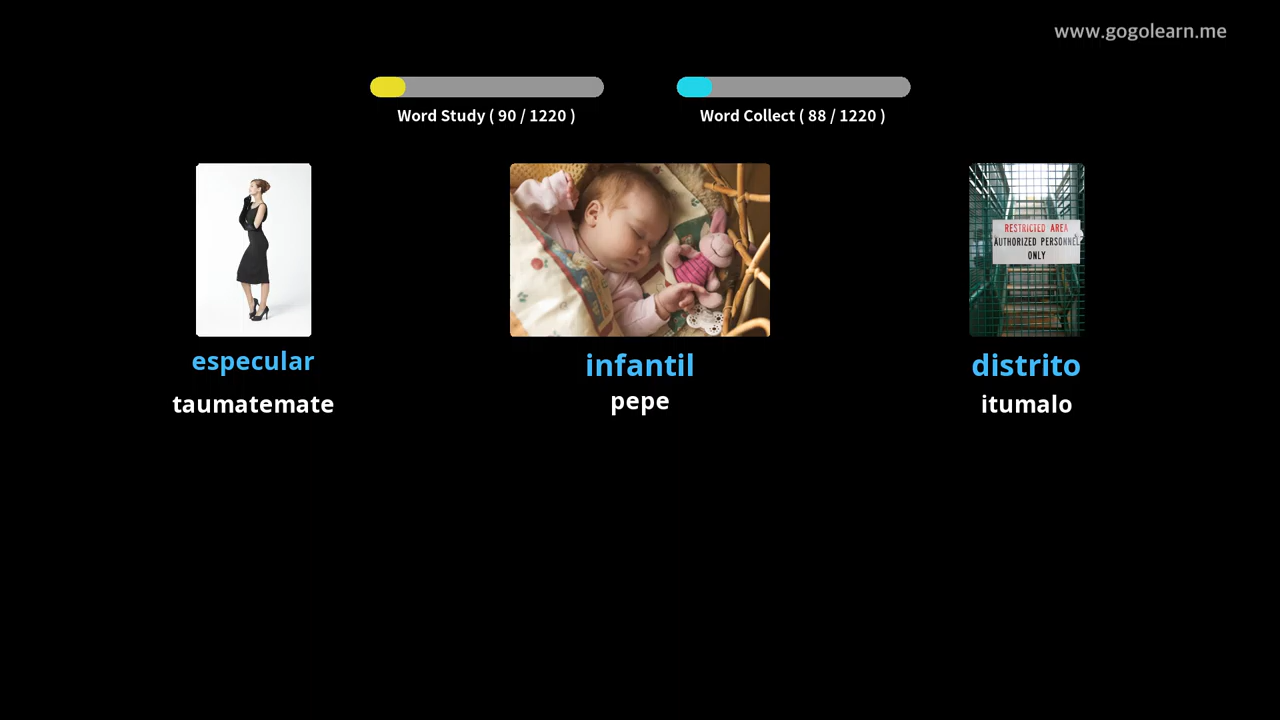 www.gogolearn.me
Word Study ( 90 / 1220 )
Word Collect ( 88 / 1220 )
RESTRICTED AREA
AUTHORIZED PERSONNEL
ONLY
especular
infantil
distrito
taumatemate
pepe
itumalo